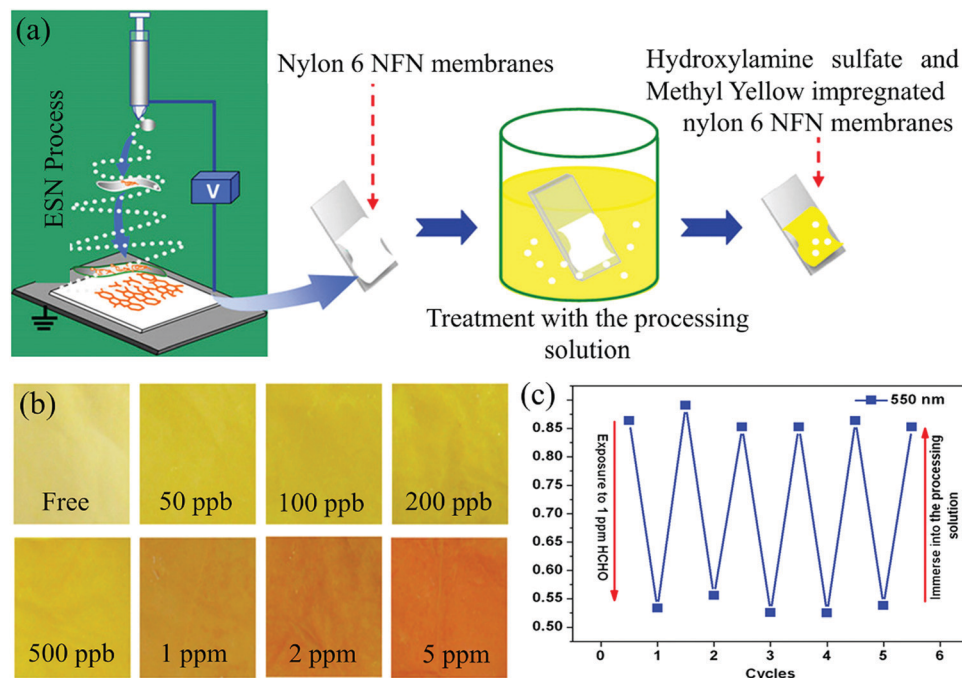 (a)
ESN Process
V
Nylon 6 NFN membranes
Treatment with the processing
solution
Hydroxylamine sulfate and
Methyl Yellow impregnated
nylon 6 NFN membranes
(b)
Free
50 ppb
100 ppb
200 ppb
500 ppb
1 ppm
2 ppm
5 ppm
(c)
550 nm
0.85
0.80
0.75
0.70
0.65
0.60
0.55
0.50
Exposure to 1 ppm HCHO
Immerse into the processing
solution
0 1 2 3 4 5 6
Cycles